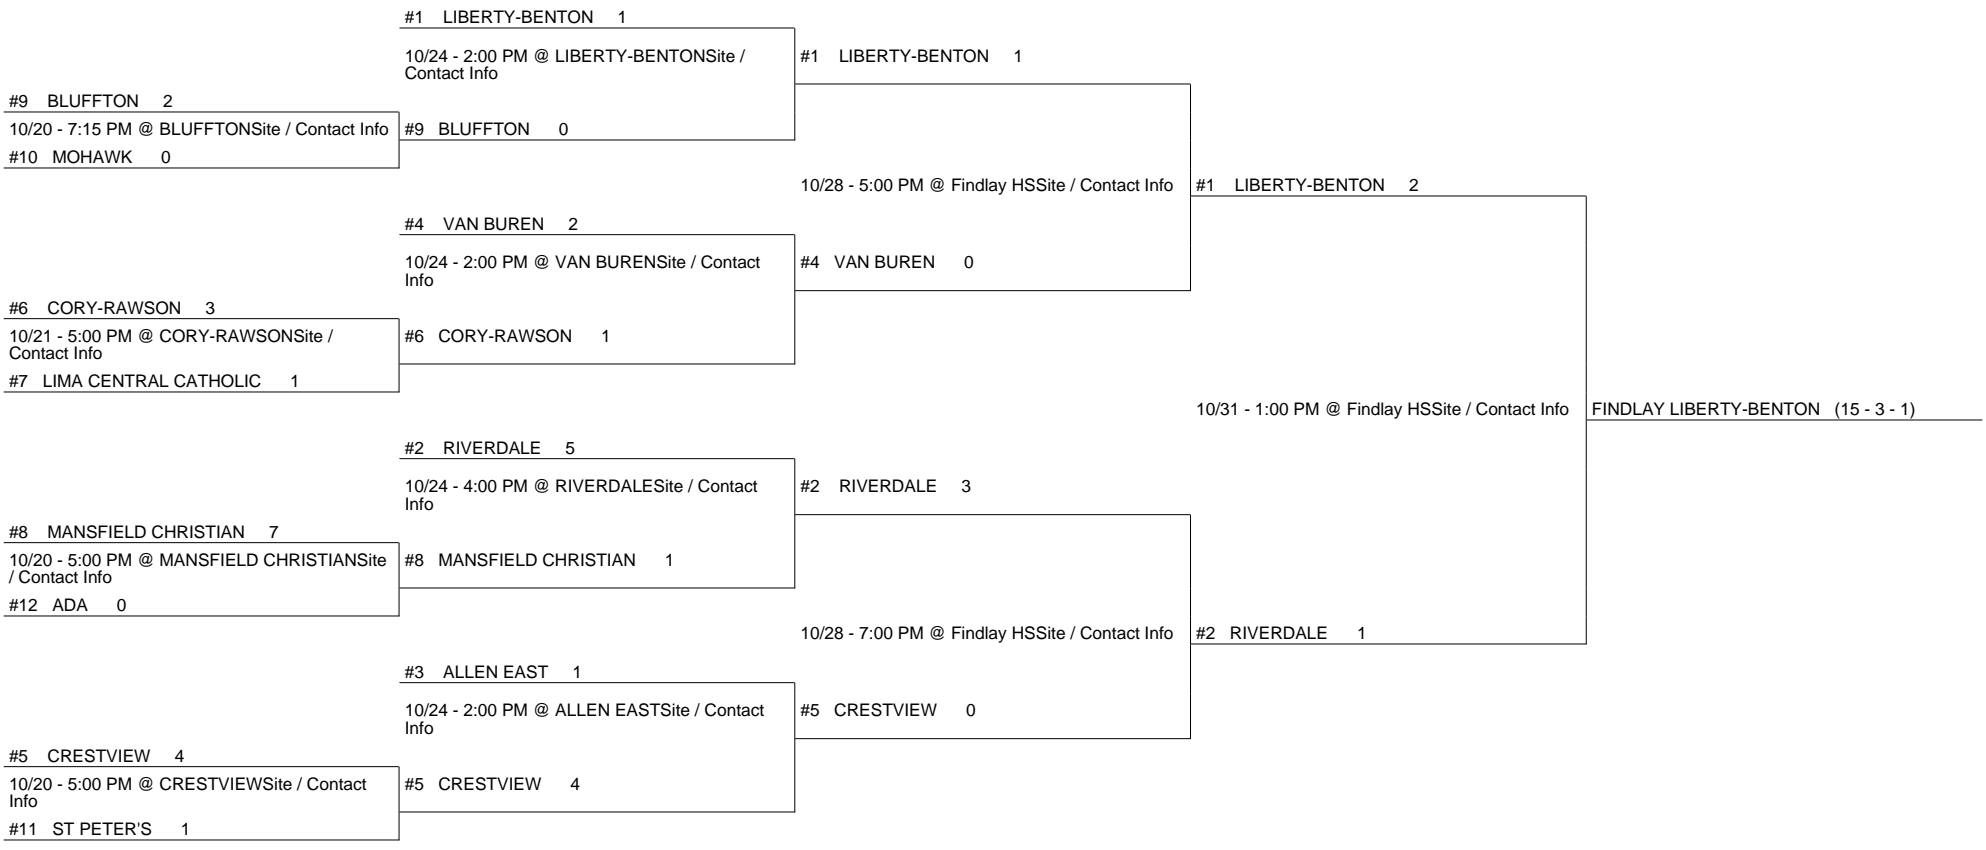 #1 LIBERTY-BENTON 1
10/24 - 2:00 PM @ LIBERTY-BENTONSite /
Contact Info
#1 LIBERTY-BENTON 1
#9 BLUFFTON 2
10/20 - 7:15 PM @ BLUFFTONSite / Contact Info
#9 BLUFFTON 0
#10 MOHAWK 0
10/28 - 5:00 PM @ Findlay HSSite / Contact Info
#1 LIBERTY-BENTON 2
#4 VAN BUREN 2
10/24 - 2:00 PM @ VAN BURENSite / Contact
Info
#4 VAN BUREN 0
#6 CORY-RAWSON 3
10/21 - 5:00 PM @ CORY-RAWSONSite /
Contact Info
#6 CORY-RAWSON 1
#7 LIMA CENTRAL CATHOLIC 1
10/31 - 1:00 PM @ Findlay HSSite / Contact Info
FINDLAY LIBERTY-BENTON (15 - 3 - 1)
#2 RIVERDALE 5
10/24 - 4:00 PM @ RIVERDALESite / Contact
Info
#2 RIVERDALE 3
#8 MANSFIELD CHRISTIAN 7
10/20 - 5:00 PM @ MANSFIELD CHRISTIANSite
/ Contact Info
#8 MANSFIELD CHRISTIAN 1
#12 ADA 0
10/28 - 7:00 PM @ Findlay HSSite / Contact Info
#2 RIVERDALE 1
#3 ALLEN EAST 1
10/24 - 2:00 PM @ ALLEN EASTSite / Contact
Info
#5 CRESTVIEW 0
#5 CRESTVIEW 4
10/20 - 5:00 PM @ CRESTVIEWSite / Contact
Info
#5 CRESTVIEW 4
#11 ST PETER'S 1